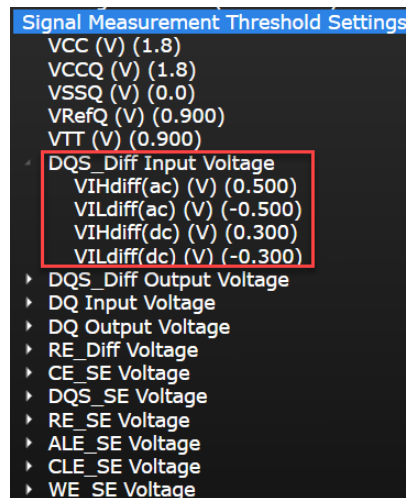 Signal Measurement Threshold Settings
VCC (V) (1.8)
VCCQ (V) (1.8)
VSSQ (V) (0.0)
VRefQ (V) (0.900)
VTT (V) (0.900)
DQS_Diff Input Voltage
VIHdiff(ac) (V) (0.500)
VILdiff(ac) (V) (-0.500)
VIHdiff(dc) (V) (0.300)
VILdiff(dc) (V) (-0.300)
DQS_Diff Output Voltage
DQ Input Voltage
DQ Output Voltage
RE_Diff Voltage
CE_SE Voltage
DQS_SE Voltage
RE_SE Voltage
ALE_SE Voltage
CLE_SE Voltage
WE_SE Voltage